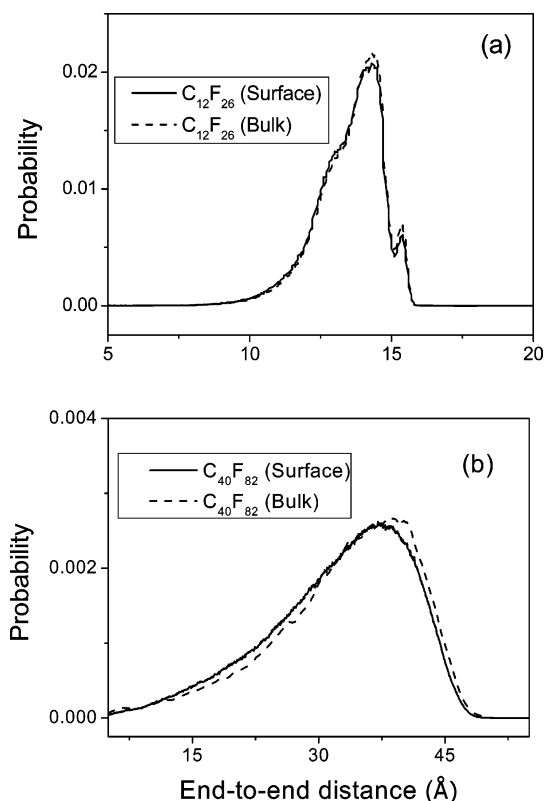 (a)
C12F26 (Surface)
C12F26 (Bulk)
Probability
0.02
0.01
0.00
5
10
15
20
(b)
C40F82 (Surface)
C40F82 (Bulk)
Probability
0.004
0.002
0.000
15
30
45
End-to-end distance (Å)